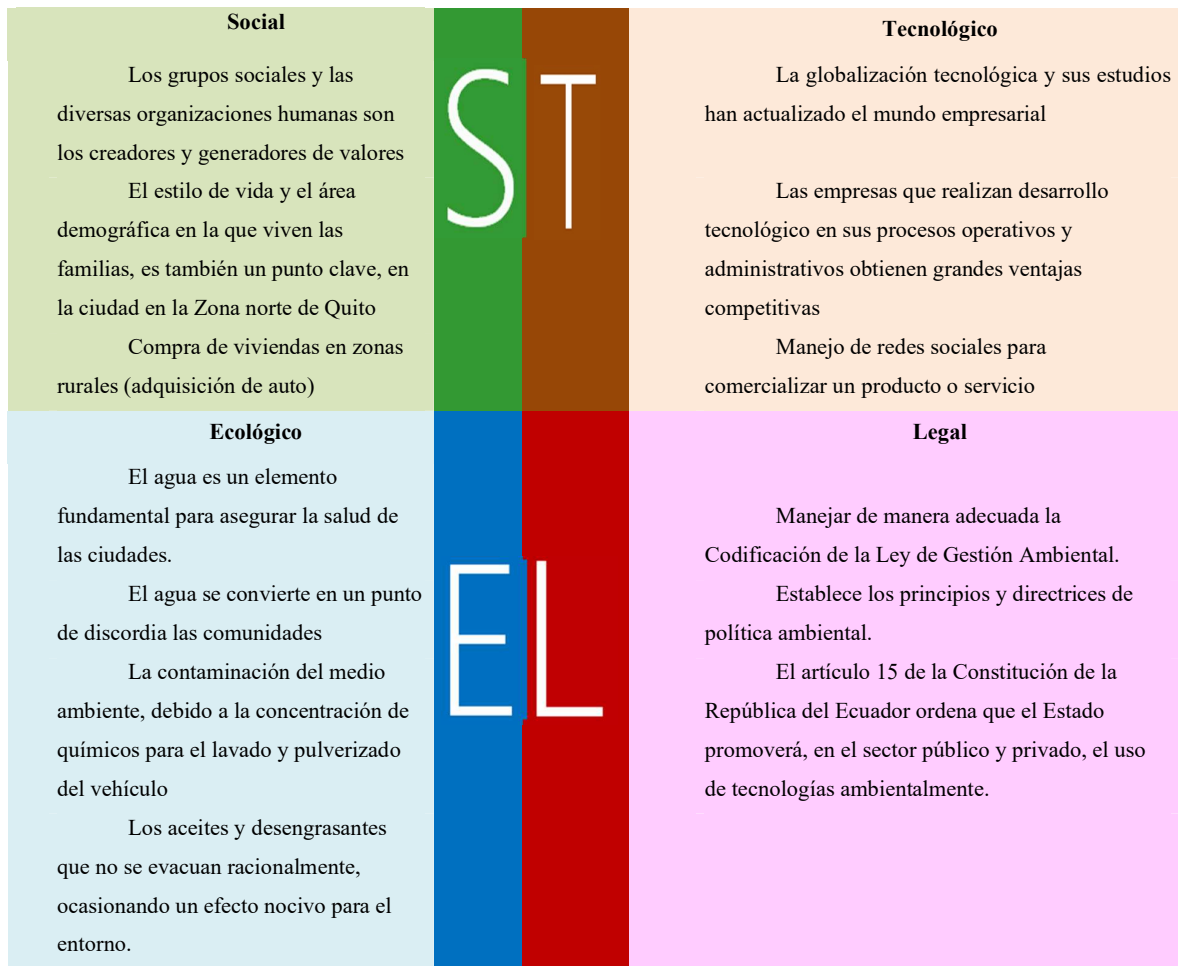 Social
Los grupos sociales y las
diversas organizaciones humanas son
los creadores y generadores de valores
El estilo de vida y el área
demográfica en la que viven las
familias, es también un punto clave, en
la ciudad en la Zona norte de Quito
Compra de viviendas en zonas
rurales (adquisición de auto)
S T
Tecnológico
La globalización tecnológica y sus estudios
han actualizado el mundo empresarial
Las empresas que realizan desarrollo
tecnológico en sus procesos operativos y
administrativos obtienen grandes ventajas
competitivas
Manejo de redes sociales para
comercializar un producto o servicio
Ecológico
El agua es un elemento
fundamental para asegurar la salud de
las ciudades.
El agua se convierte en un punto
de discordia las comunidades
La contaminación del medio
ambiente, debido a la concentración de
químicos para el lavado y pulverizado
del vehículo
Los aceites y desengrasantes
que no se evacuan racionalmente,
ocasionando un efecto nocivo para el
entorno.
E L
Legal
Manejar de manera adecuada la
Codificación de la Ley de Gestión Ambiental.
Establece los principios y directrices de
política ambiental.
El artículo 15 de la Constitución de la
República del Ecuador ordena que el Estado
promoverá, en el sector público y privado, el uso
de tecnologías ambientalmente.